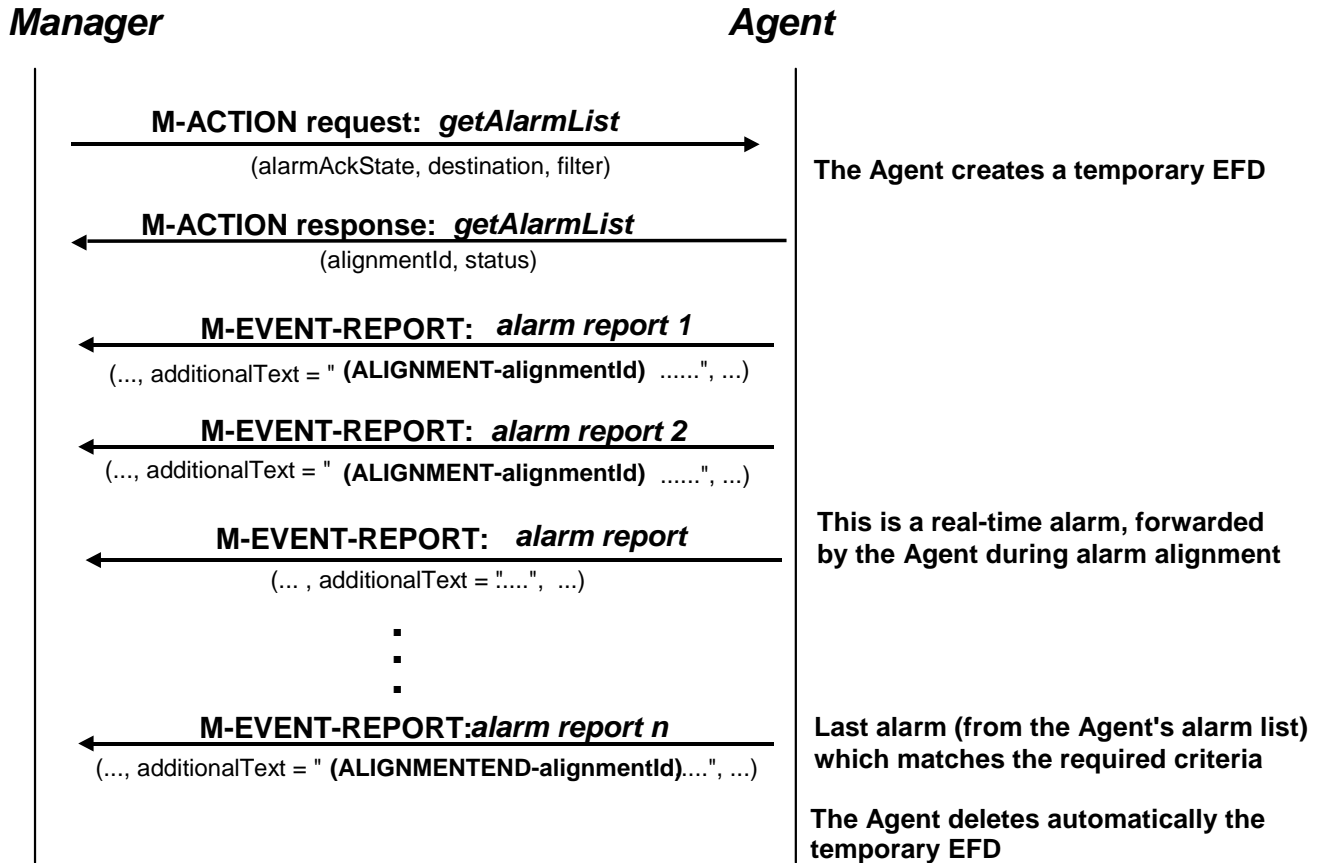 Manager Agent
M-ACTION request: getAlarmList
(alarmAckState, destination, filter)
The Agent creates a temporary EFD
M-ACTION response: getAlarmList
(alignmentId, status)
M-EVENT-REPORT: alarm report 1
(..., additionalText = " (ALIGNMENT-alignmentId) ......", ...)
M-EVENT-REPORT: alarm report 2
(..., additionalText = " (ALIGNMENT-alignmentId) ......", ...)
M-EVENT-REPORT: alarm report
(... , additionalText = ".....", ...)
This is a real-time alarm, forwarded
by the Agent during alarm alignment
.
.
.
M-EVENT-REPORT:alarm report n
(..., additionalText = " (ALIGNMENTEND-alignmentId)....", ...)
Last alarm (from the Agent's alarm list)
which matches the required criteria
The Agent deletes automatically the
temporary EFD